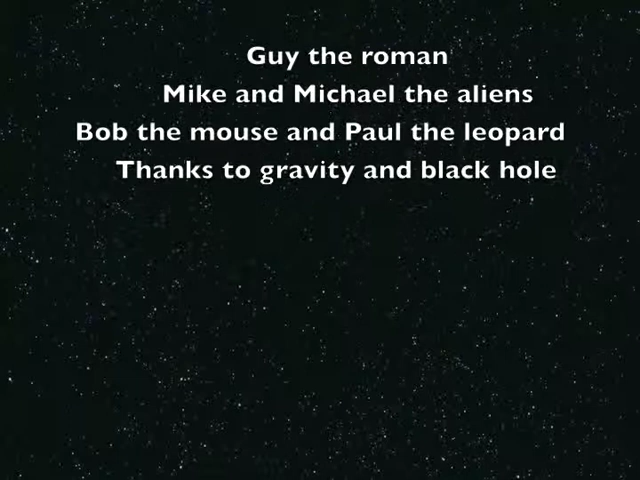 Guy the roman
Mike and Michael the aliens
Bob the mouse and Paul the leopard
Thanks to gravity and black hole